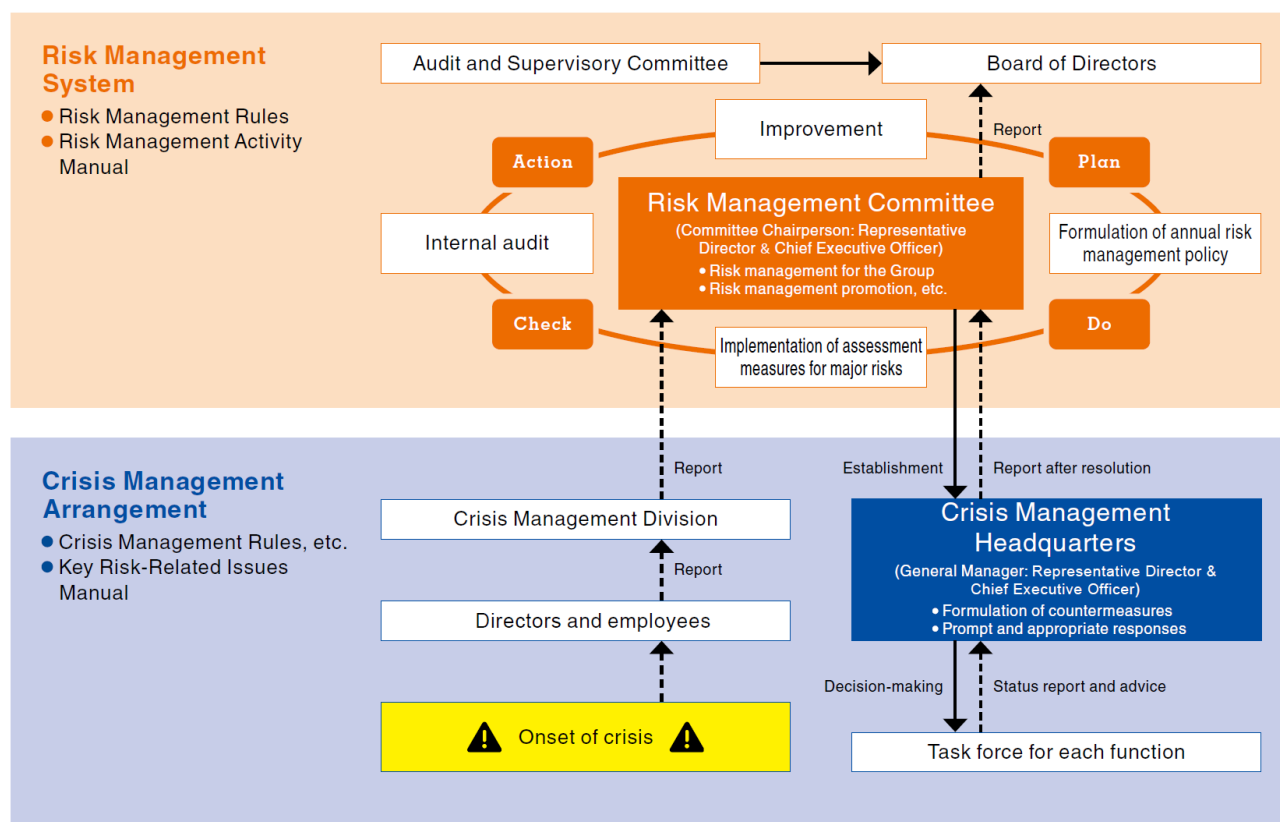 Risk Management
System
● Risk Management Rules
● Risk Management Activity
Manual
Audit and Supervisory Committee
Board of Directors
Improvement
Report
Action
Plan
Risk Management Committee
(Committee Chairperson: Representative
Director & Chief Executive Officer)
• Risk management for the Group
• Risk management promotion, etc.
Internal audit
Formulation of annual risk
management policy
Check
Do
Implementation of assessment
measures for major risks
Crisis Management
Arrangement
● Crisis Management Rules, etc.
● Key Risk-Related Issues
Manual
Report
Establishment
Report after resolution
Crisis Management Division
Report
Directors and employees
Onset of crisis
Crisis Management
Headquarters
(General Manager: Representative Director &
Chief Executive Officer)
• Formulation of countermeasures
• Prompt and appropriate responses
Decision-making
Status report and advice
Task force for each function